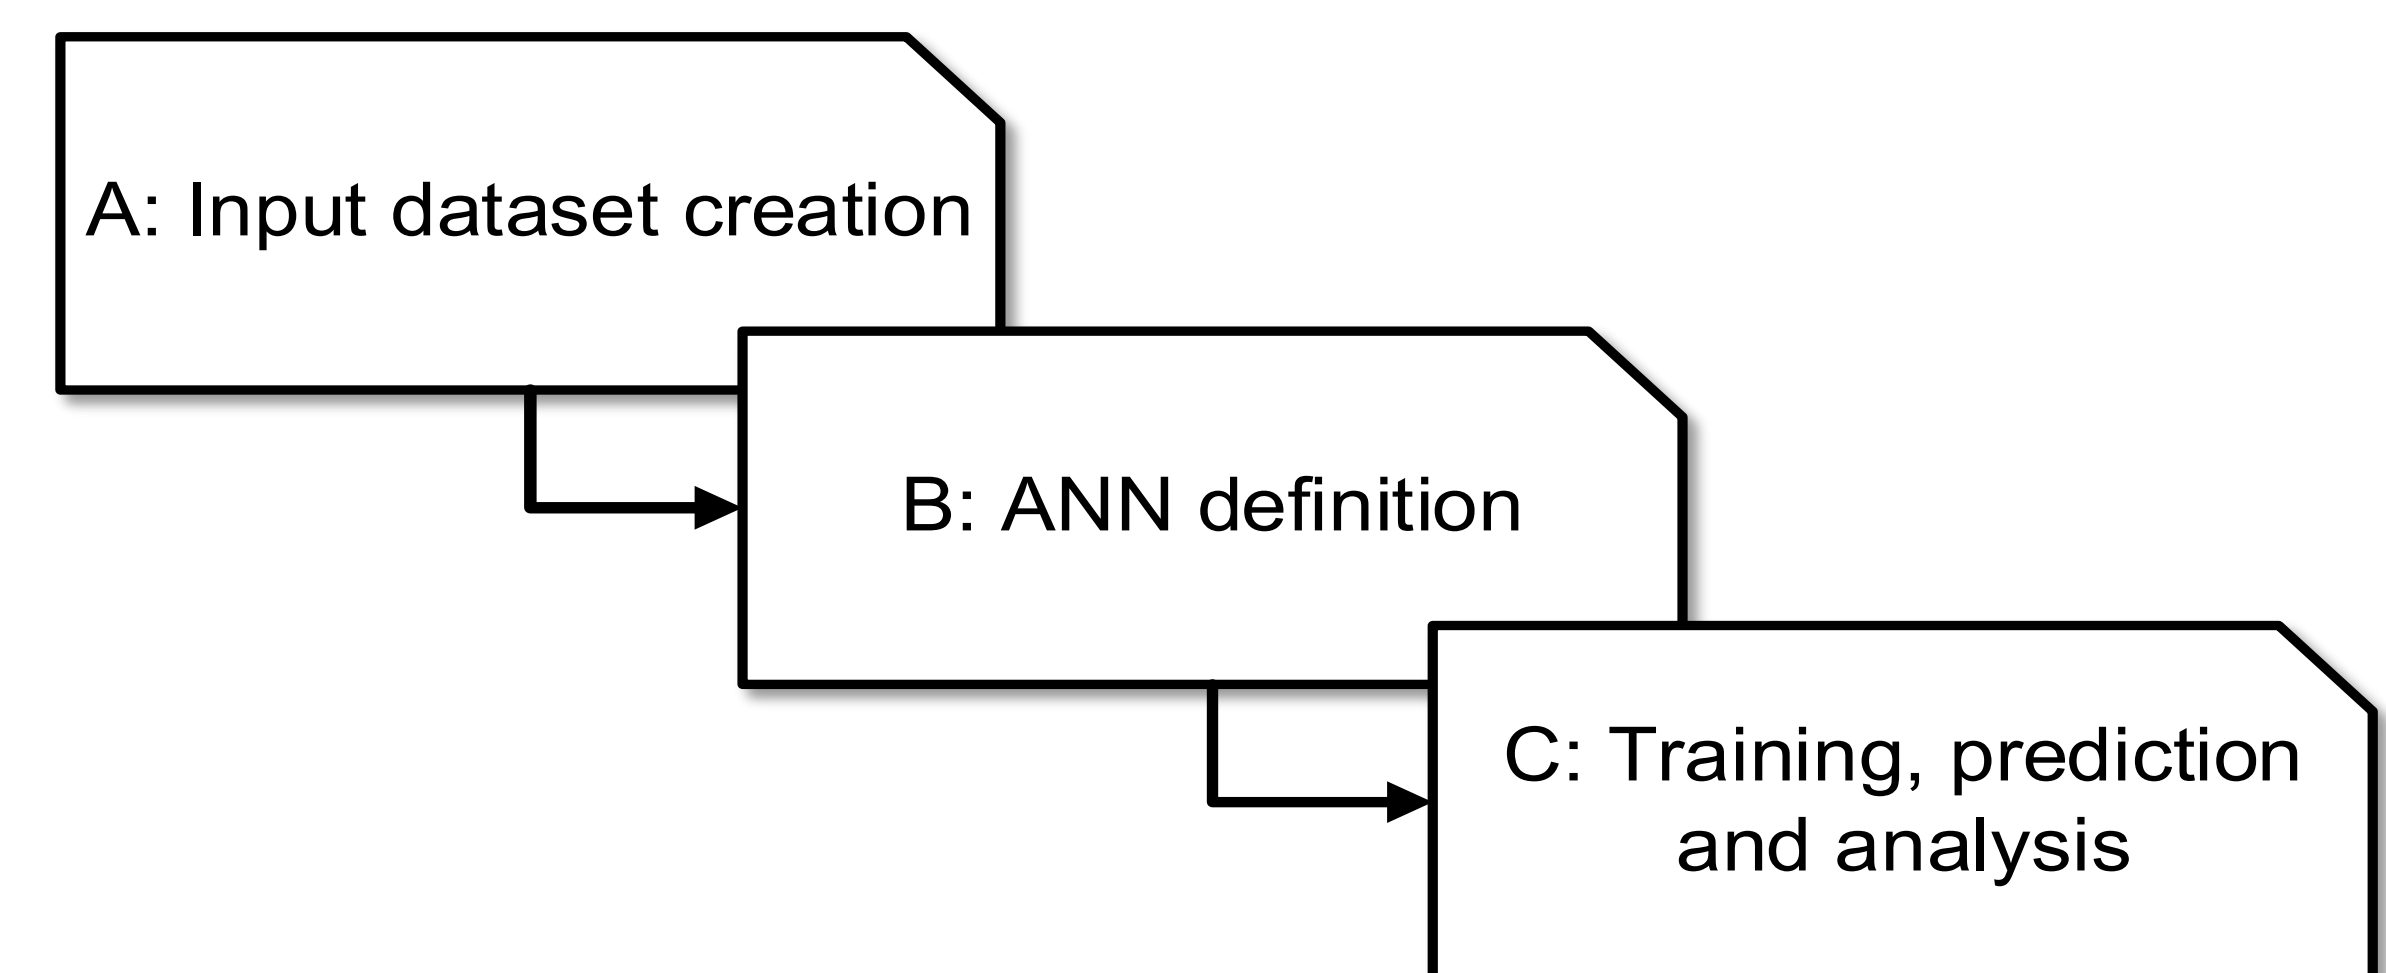 A: Input dataset creation
B: ANN definition
C: Training, prediction
and analysis